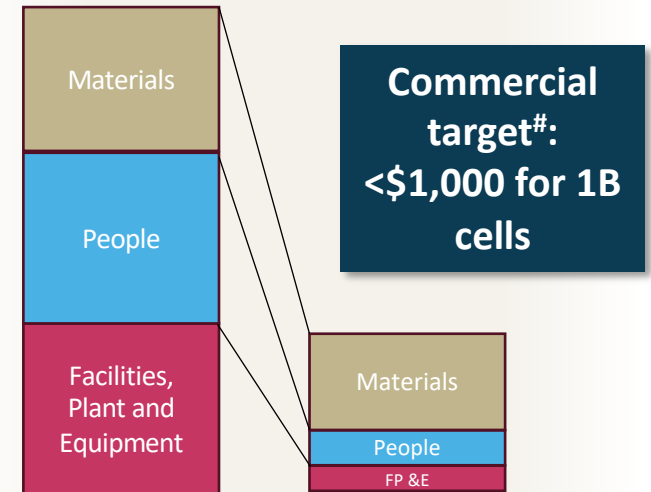 Materials
People
Facilities,
Plant and
Equipment
Commercial
target#:
<$1,000 for 1B
cells
Materials
People
FP &E